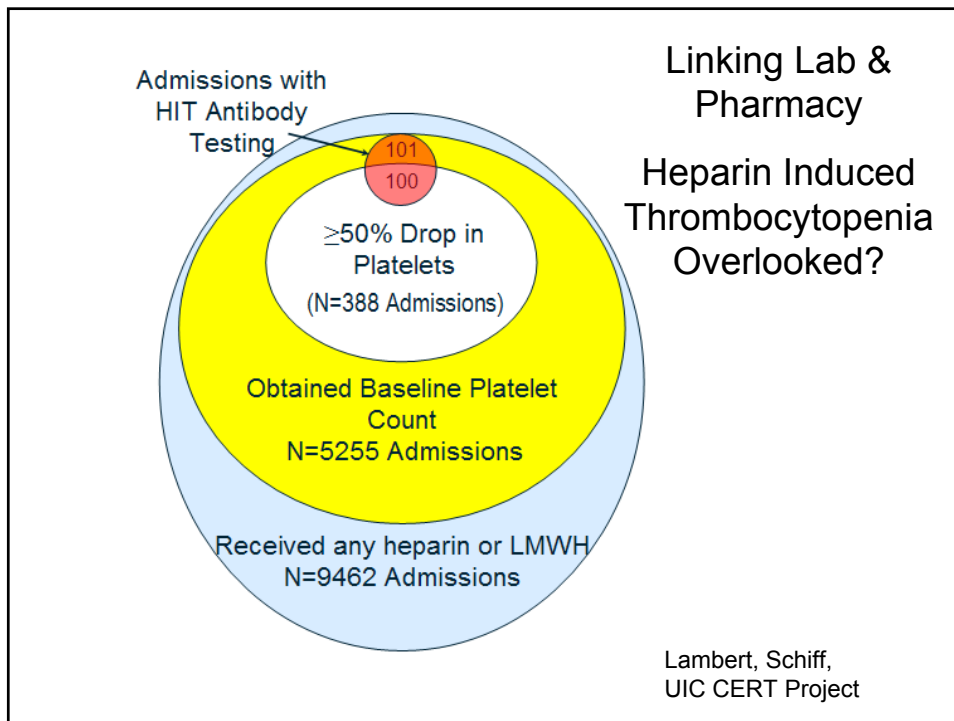 Linking Lab &
Pharmacy
Heparin Induced
Thrombocytopenia
Overlooked?
Admissions with
HIT Antibody
Testing
101
100
≥50% Drop in
Platelets
(N=388 Admissions)
Obtained Baseline Platelet
Count
N=5255 Admissions
Received any heparin or LMWH
N=9462 Admissions
Lambert, Schiff,
UIC CERT Project